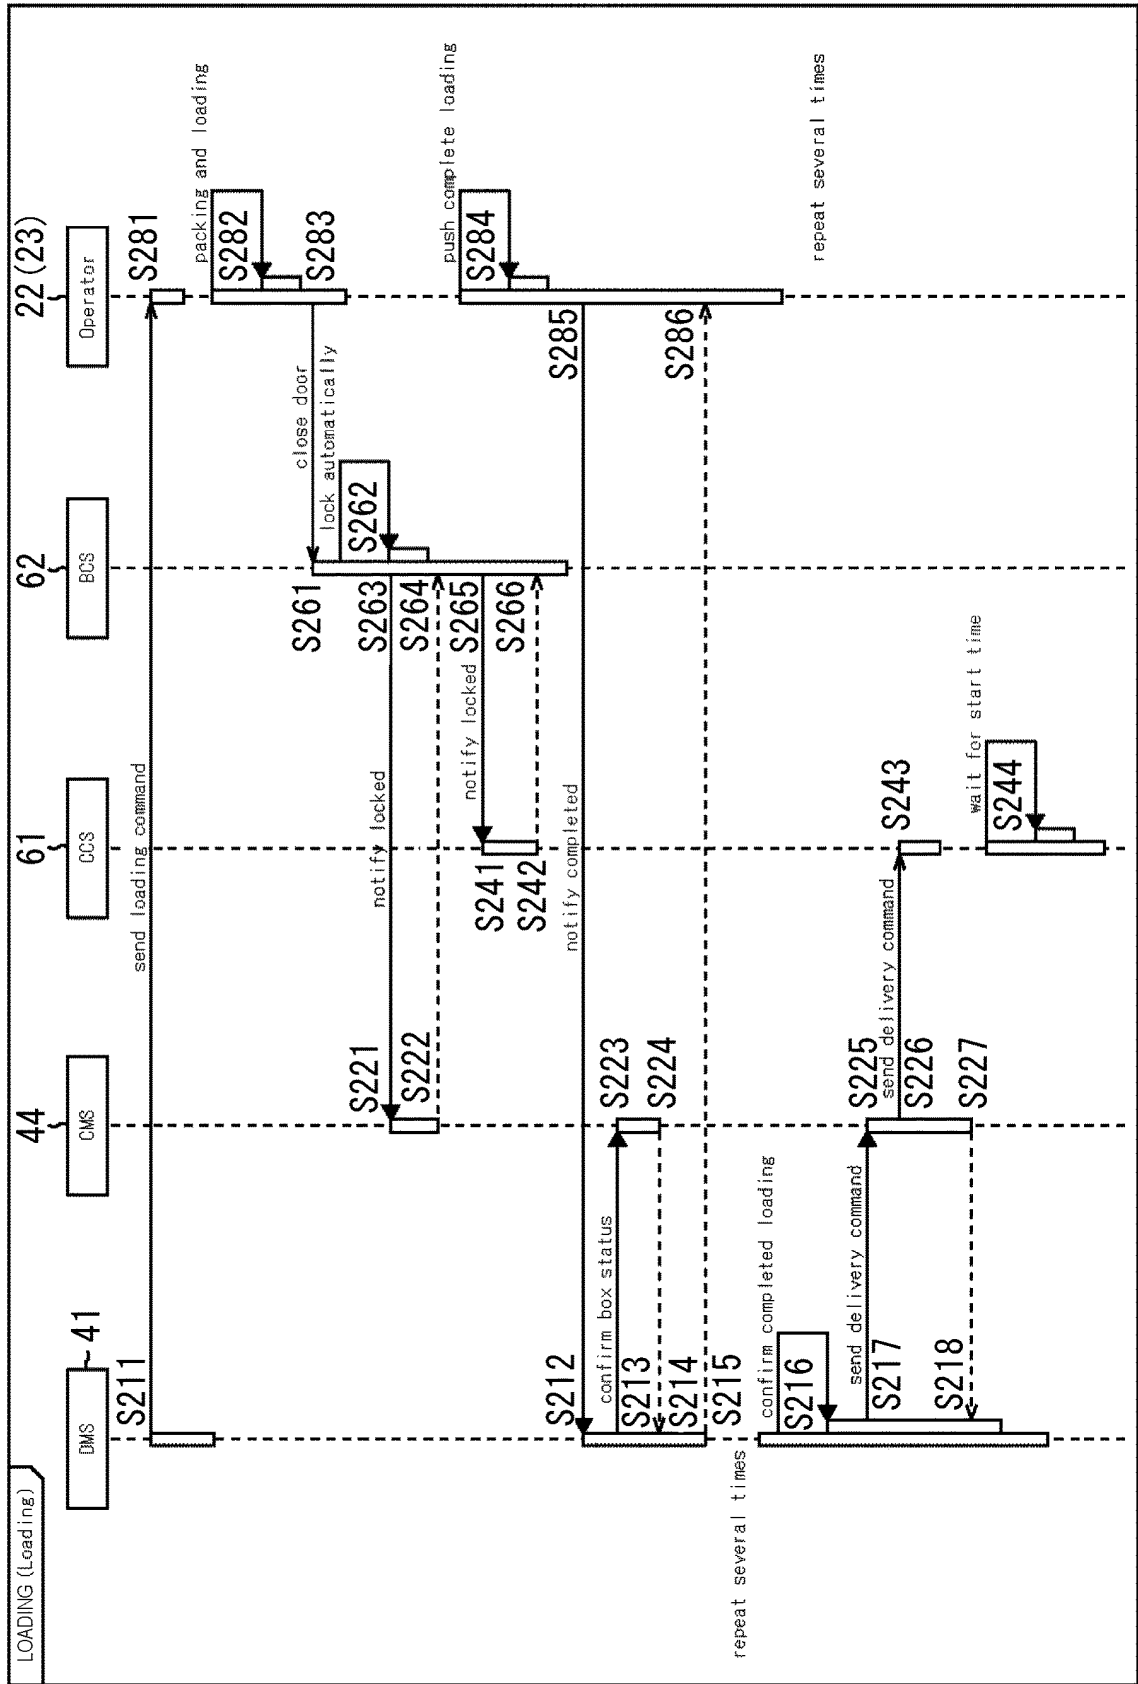 LOADING (Loading)
41
DMS
44
CMS
61
CCS
62
BCS
22(23)
Operator
S211
send loading command
S281
packing and loading
S282
S283
close door
S261
lock automatically
S262
S263
notify locked
S221
S222
S264
S265
notify locked
S241
S242
S266
push complete loading
S284
S285
notify completed
S212
confirm box status
S213
S223
S224
S214
S215
S286
repeat several times
repeat several times
confirm completed loading
S216
send delivery command
S217
S225
send delivery command
S226
S243
S227
S218
wait for start time
S244